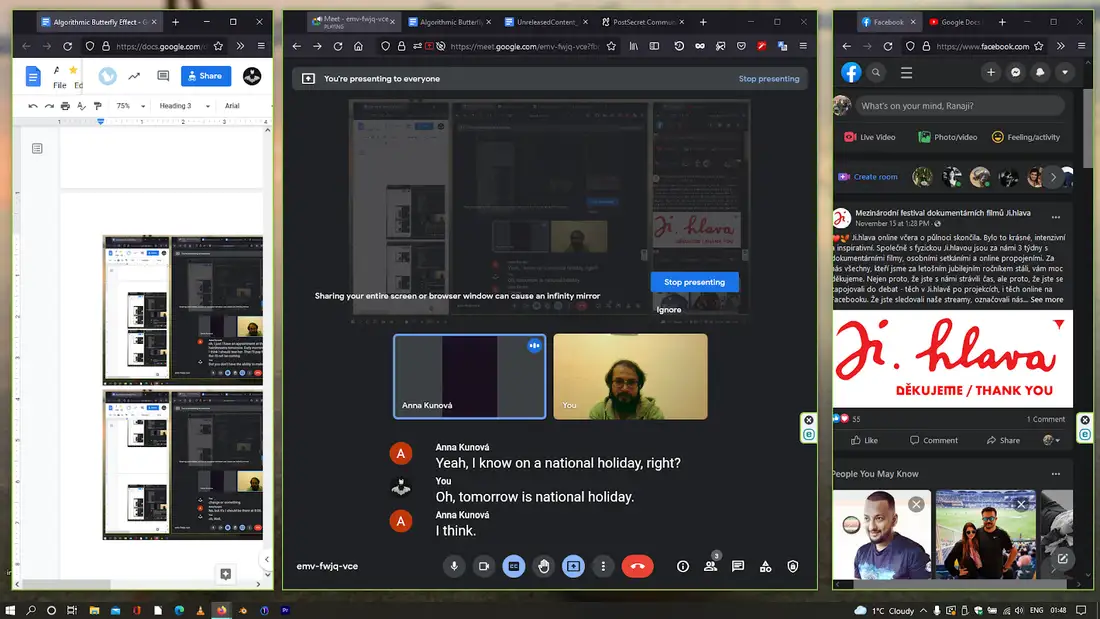 Algorithmic Butterfly Effect - G
https://docs.google.com
File
Ed
Share
75%
Heading 3
Arial
Meet - emv-fwjq-vce
PLAYING
Algorithmic Butterfl
UnreleasedContent_
PostSecret.Commun
https://meet.google.com/emv-fwjq-vce?
You're presenting to everyone
Stop presenting
Stop presenting
Sharing your entire screen or browser window can cause an infinity mirror
Ignore
Anna Kunová
You
A
Anna Kunová
Yeah, I know on a national holiday, right?
You
Oh, tomorrow is national holiday.
A
Anna Kunová
I think.
emv-fwjq-vce
3
Facebook
Google Docs
https://www.facebook.com
What's on your mind, Ranaji?
Live Video
Photo/video
Feeling/activity
Create room
Mezinárodní festival dokumentárních filmů Ji.hlava
November 15 at 1:28 PM
Ji.hlava online včera o půlnoci skončila. Bylo to krásné, intenzivní
a inspirativní. Společně s fyzickou Ji.hlavou jsou za námi 3 týdny s
dokumentárními filmy, osobními setkáními a online propojeními. Za
nás všechny, kteří jsme za letošním jubilejním ročníkem stáli, vám moc
děkujeme. Nejen proto, že jste s námi strávili čas, ale proto, že jste se
zapojovali do debat - těch v Ji.hlavě po projekcích, i těch online na
Facebooku. Že jste sledovali naše streamy, označovali nás... See more
Ji.hlava
DĚKUJEME / THANK YOU
55
1 Comment
Like
Comment
Share
People You May Know
1°C Cloudy
ENG
01:48